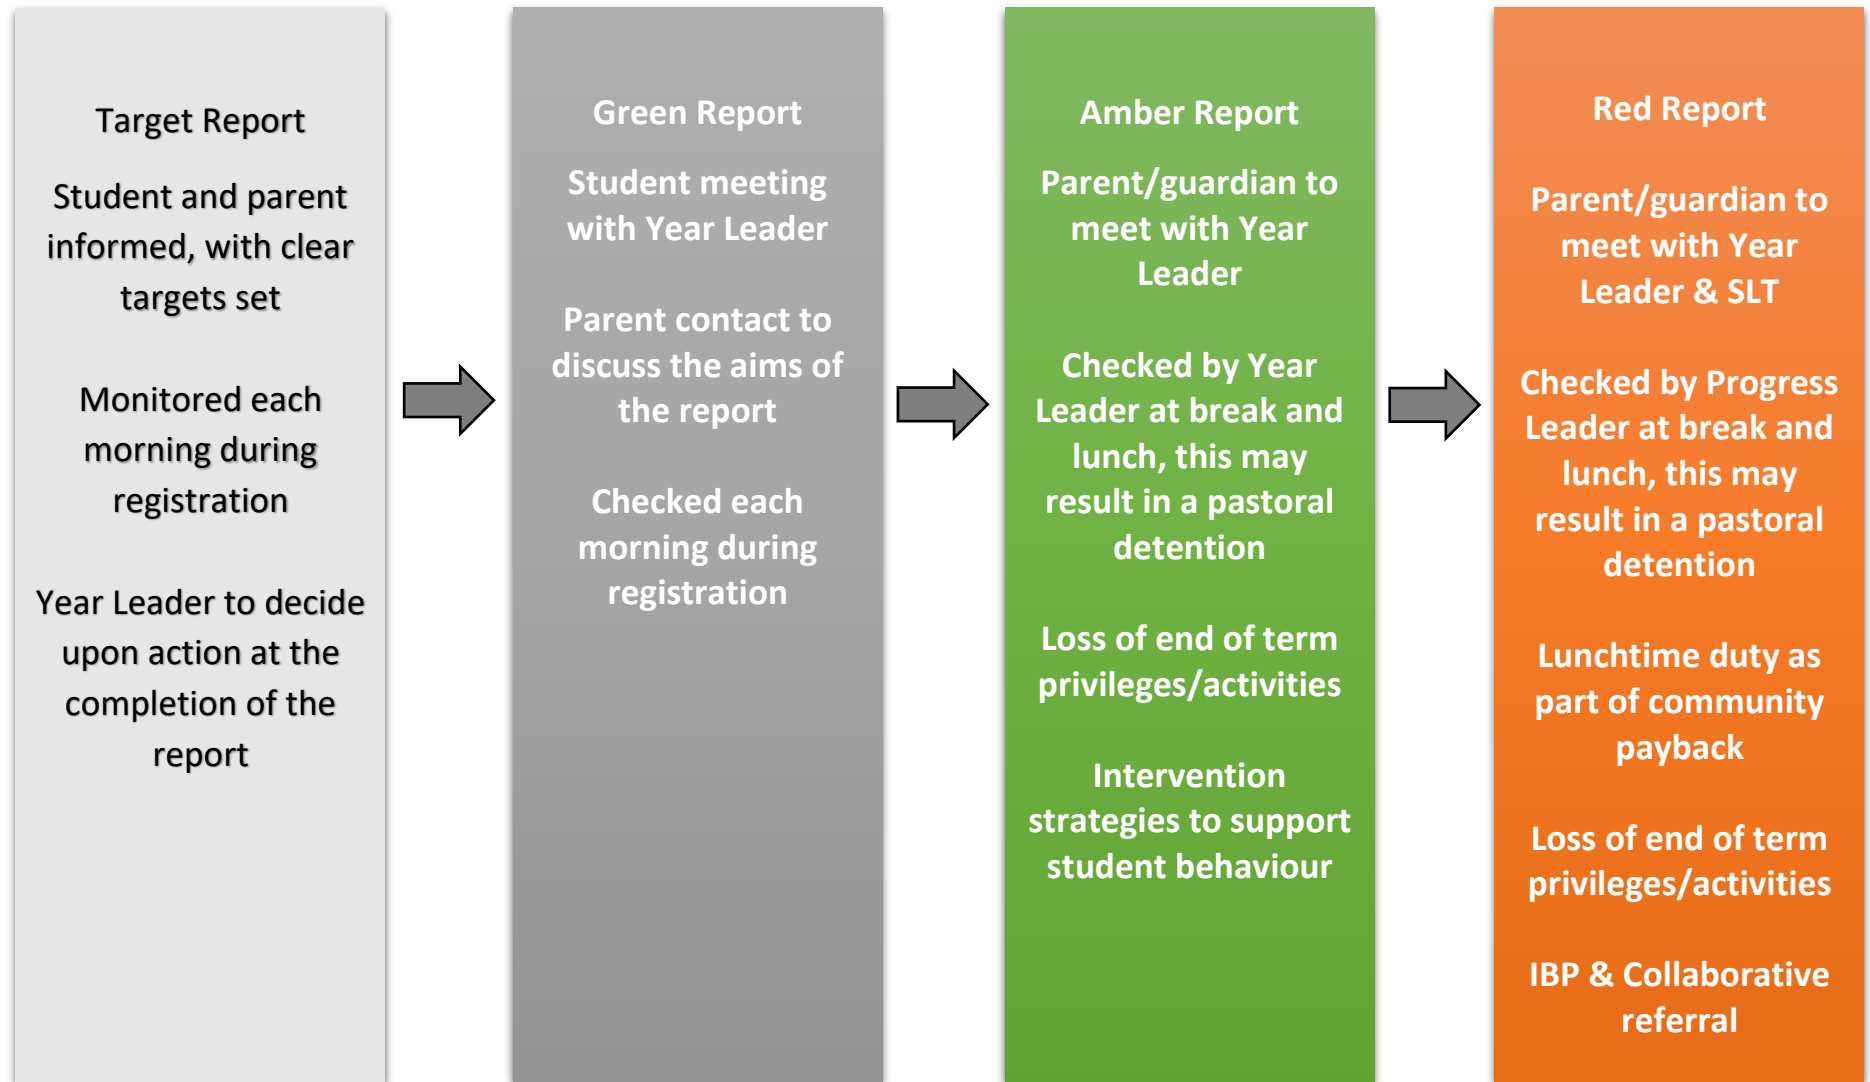 Target Report
Student and parent
informed, with clear
targets set
Monitored each
morning during
registration
Year Leader to decide
upon action at the
completion of the
report
Green Report
Student meeting
with Year Leader
Parent contact to
discuss the aims of
the report
Checked each
morning during
registration
Amber Report
Parent/guardian to
meet with Year
Leader
Checked by Year
Leader at break and
lunch, this may
result in a pastoral
detention
Loss of end of term
privileges/activities
Intervention
strategies to support
student behaviour
Red Report
Parent/guardian to
meet with Year
Leader & SLT
Checked by Progress
Leader at break and
lunch, this may
result in a pastoral
detention
Lunchtime duty as
part of community
payback
Loss of end of term
privileges/activities
IBP & Collaborative
referral